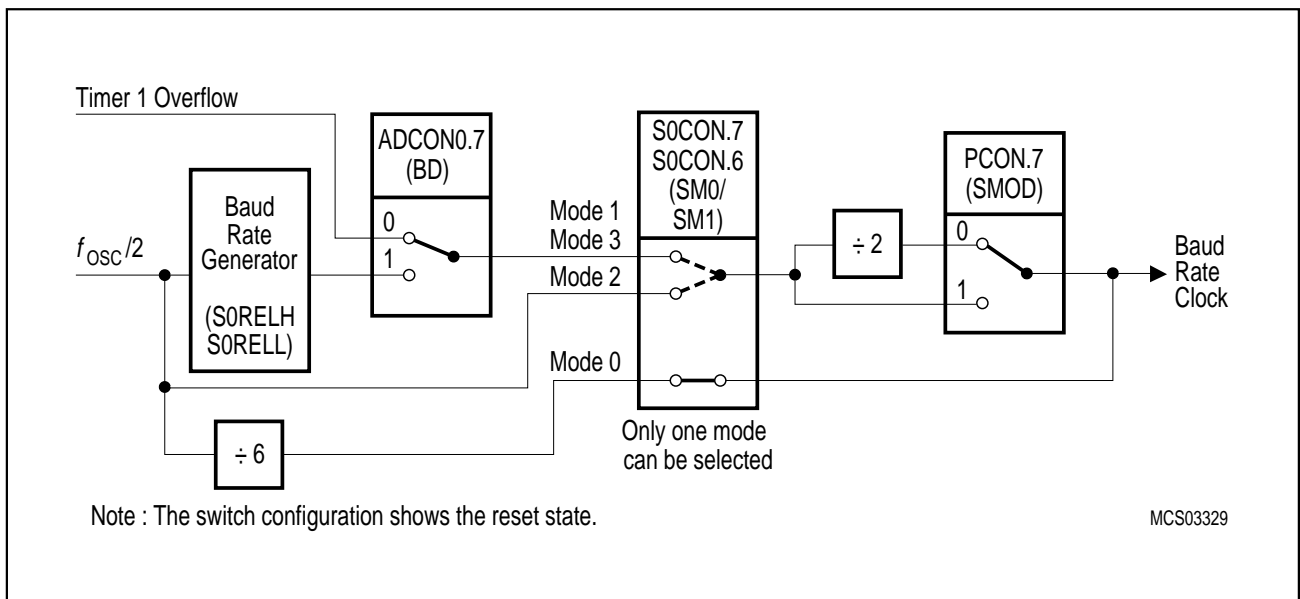 Timer 1 Overflow
ADCON0.7
(BD)
0
1
f OSC /2
Baud
Rate
Generator
(S0RELH
S0RELL)
÷ 6
Mode 1
Mode 3
Mode 2
Mode 0
S0CON.7
S0CON.6
(SM0/
SM1)
Only one mode
can be selected
÷ 2
PCON.7
(SMOD)
0
1
Baud
Rate
Clock
Note : The switch configuration shows the reset state.
MCS03329